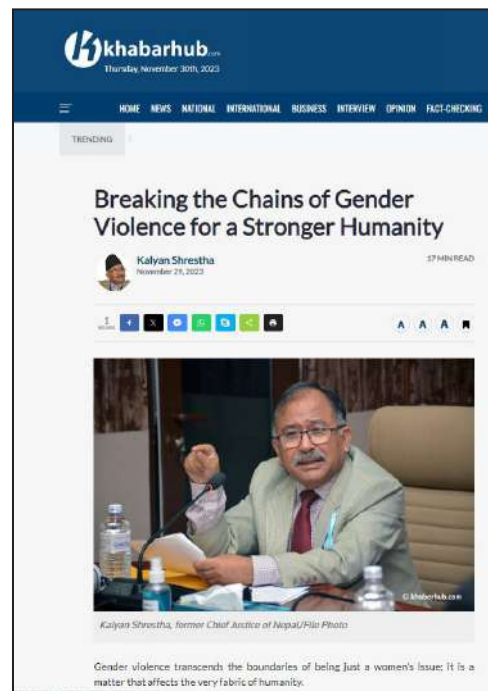 khabarhub.com
Thursday, November 30th, 2023
HOME NEWS NATIONAL INTERNATIONAL BUSINESS INTERVIEW OPINION FACT-CHECKING
TRENDING
Breaking the Chains of Gender
Violence for a Stronger Humanity
Kalyan Shrestha
November 29, 2023
17 MIN READ
1
A A A
© khabarhub.com
Kalyan Shrestha, former Chief Justice of Nepal/File Photo
Gender violence transcends the boundaries of being just a women's issue; it is a
matter that affects the very fabric of humanity.